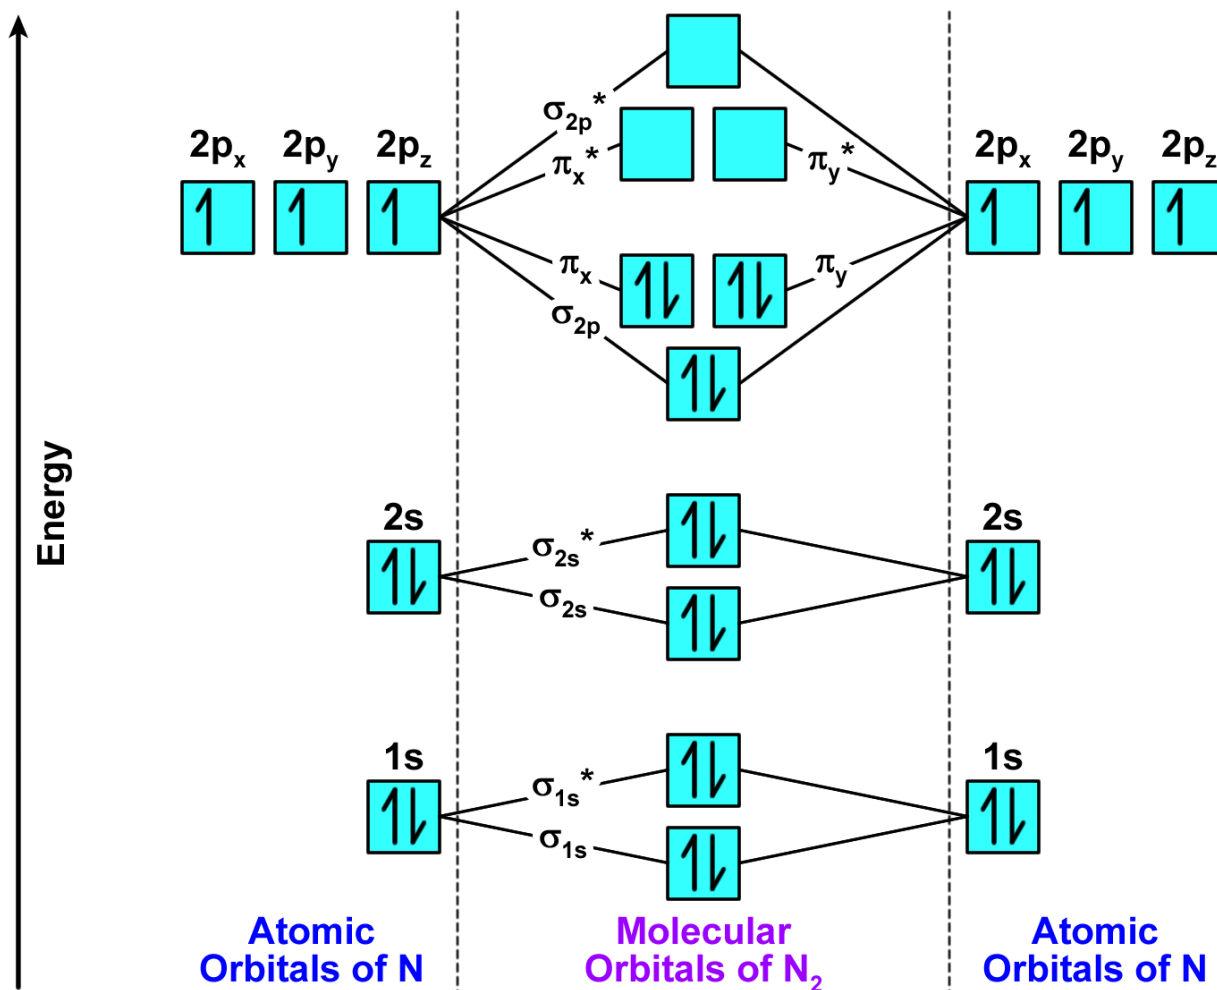 σ2p*
2px 2py 2pz
πx*
πy*
2px 2py 2pz
πx
πy
σ2p
Energy
2s
σ2s*
2s
σ2s
1s
σ1s*
1s
σ1s
Atomic
Orbitals of N
Molecular
Orbitals of N2
Atomic
Orbitals of N